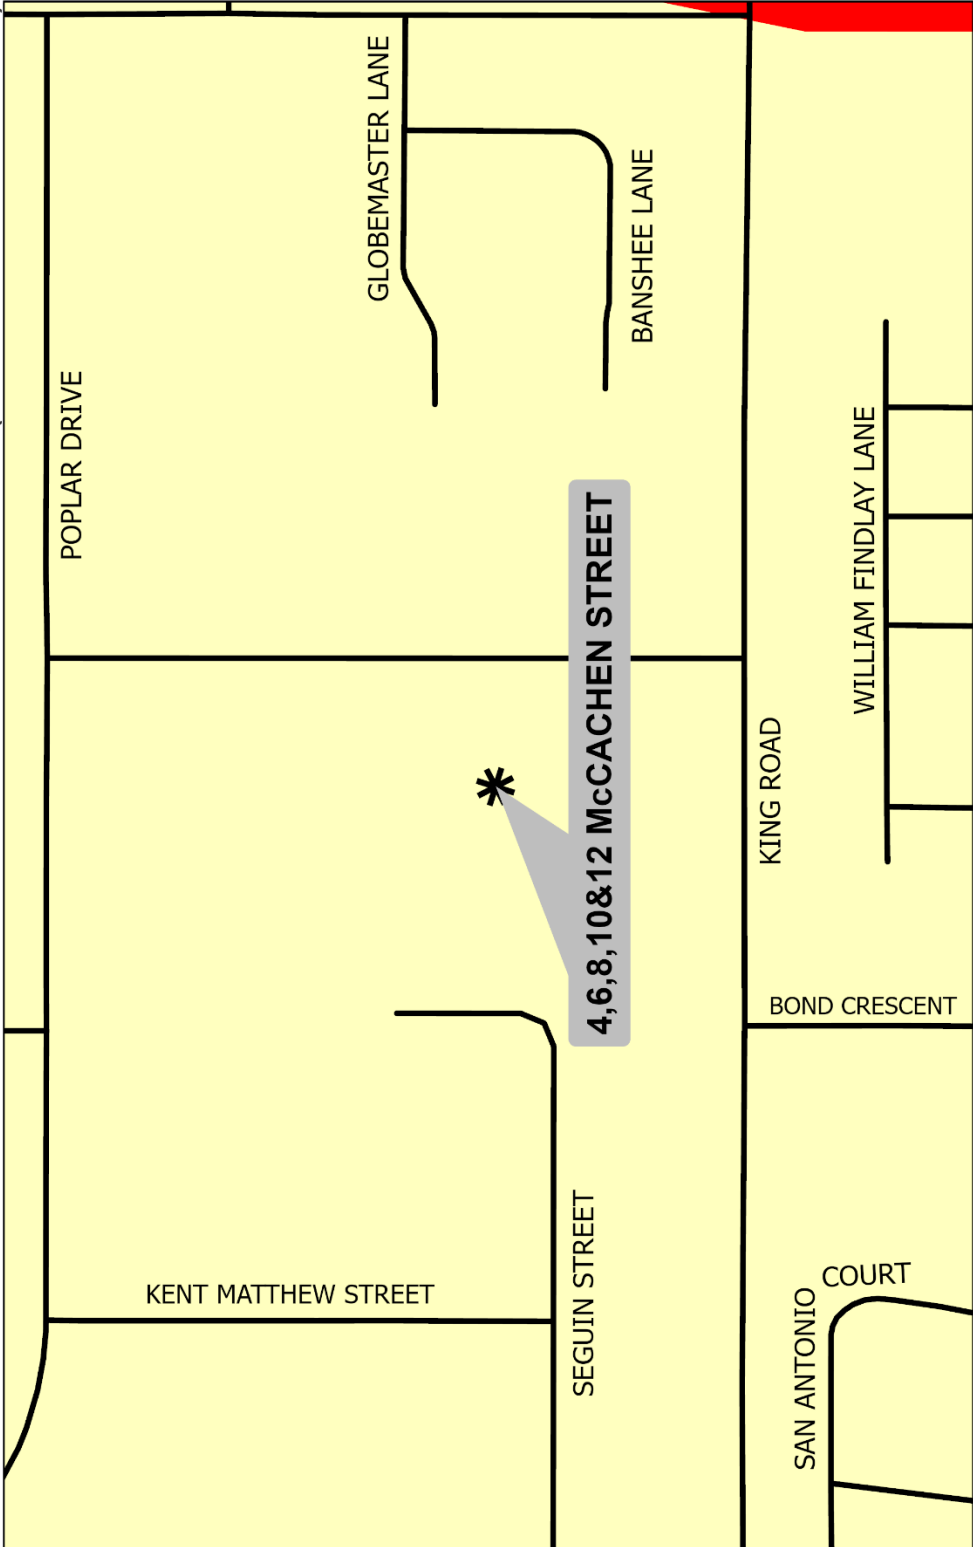 GLOBEMASTER LANE
BANSHEE LANE
POPLAR DRIVE
WILLIAM FINDLAY LANE
4,6,8,10&12 McCACHEN STREET
KING ROAD
BOND CRESCENT
SEGUIN STREET
KENT MATTHEW STREET
SAN ANTONIO COURT